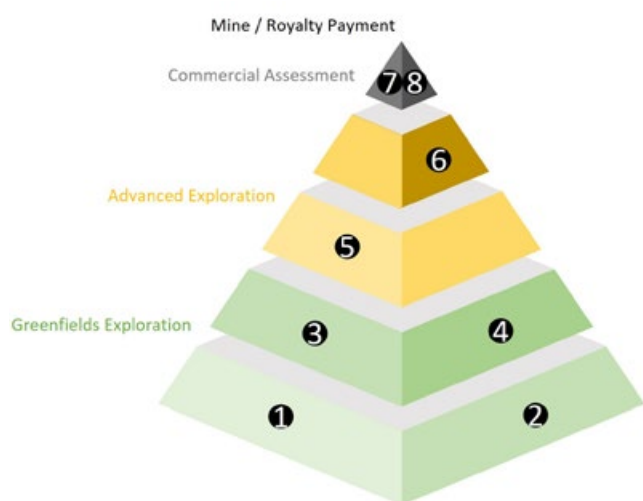 Mine / Royalty Payment
Commercial Assessment
7 8
6
Advanced Exploration
5
Greenfields Exploration
3 4
1 2